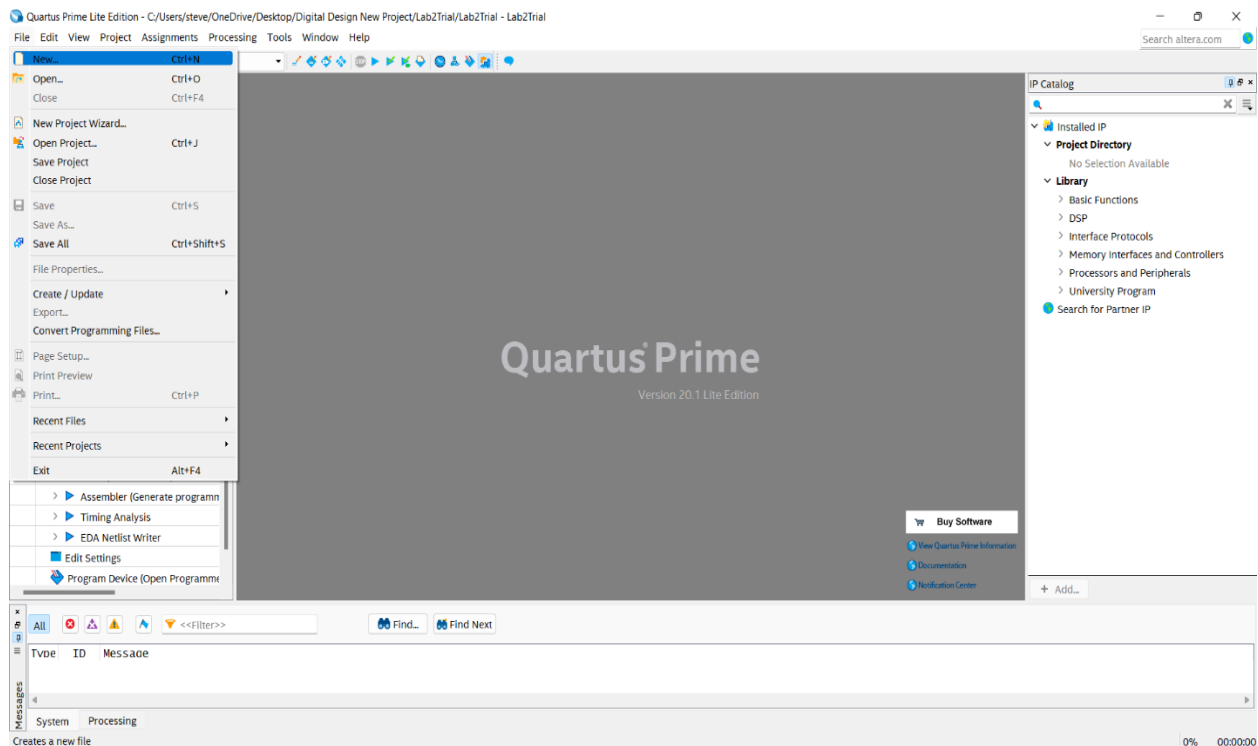 Quartus Prime Lite Edition - C:/Users/steve/OneDrive/Desktop/Digital Design New Project/Lab2Trial/Lab2Trial - Lab2Trial
File Edit View Project Assignments Processing Tools Window Help
Search altera.com
New... Ctrl+N
Open... Ctrl+O
Close Ctrl+F4
New Project Wizard...
Open Project... Ctrl+J
Save Project
Close Project
Save Ctrl+S
Save As...
Save All Ctrl+Shift+S
File Properties...
Create / Update
Export...
Convert Programming Files...
Page Setup...
Print Preview
Print... Ctrl+P
Recent Files
Recent Projects
Exit Alt+F4
Assembler (Generate programm
Timing Analysis
EDA Netlist Writer
Edit Settings
Program Device (Open Programme
Quartus Prime
Version 20.1 Lite Edition
Buy Software
View Quartus Prime Information
Documentation
Notification Center
IP Catalog
Installed IP
Project Directory
No Selection Available
Library
Basic Functions
DSP
Interface Protocols
Memory Interfaces and Controllers
Processors and Peripherals
University Program
Search for Partner IP
+ Add...
All <<Filter>> Find... Find Next
Type ID Message
Messages
System Processing
Creates a new file
0% 00:00:00